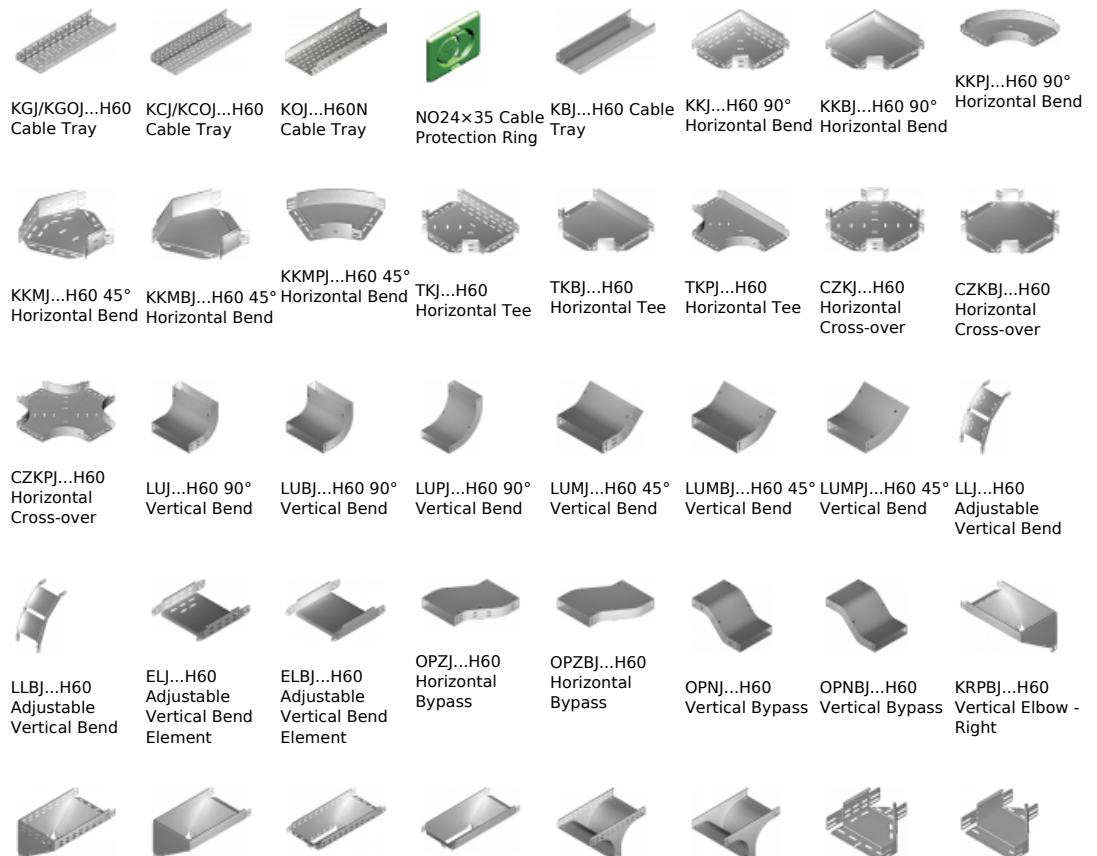 KGJ/KGOJ...H60
Cable Tray
KCJ/KCOJ...H60
Cable Tray
KOJ...H60N
Cable Tray
NO24×35 Cable
Protection Ring
KBJ...H60 Cable
Tray
KKJ...H60 90°
Horizontal Bend
KKBJ...H60 90°
Horizontal Bend
KKPJ...H60 90°
Horizontal Bend
KKMJ...H60 45°
Horizontal Bend
KKMBJ...H60 45°
Horizontal Bend
KKMPJ...H60 45°
Horizontal Bend
TKJ...H60
Horizontal Tee
TKBJ...H60
Horizontal Tee
TKPJ...H60
Horizontal Tee
CZKJ...H60
Horizontal
Cross-over
CZKBJ...H60
Horizontal
Cross-over
CZKPJ...H60
Horizontal
Cross-over
LUJ...H60 90°
Vertical Bend
LUBJ...H60 90°
Vertical Bend
LUPJ...H60 90°
Vertical Bend
LUMJ...H60 45°
Vertical Bend
LUMBJ...H60 45°
Vertical Bend
LUMPJ...H60 45°
Vertical Bend
LLJ...H60
Adjustable
Vertical Bend
LLBJ...H60
Adjustable
Vertical Bend
ELJ...H60
Adjustable
Vertical Bend
Element
ELBJ...H60
Adjustable
Vertical Bend
Element
OPZJ...H60
Horizontal
Bypass
OPZBJ...H60
Horizontal
Bypass
OPNJ...H60
Vertical Bypass
OPNBJ...H60
Vertical Bypass
KRPBJ...H60
Vertical Elbow -
Right